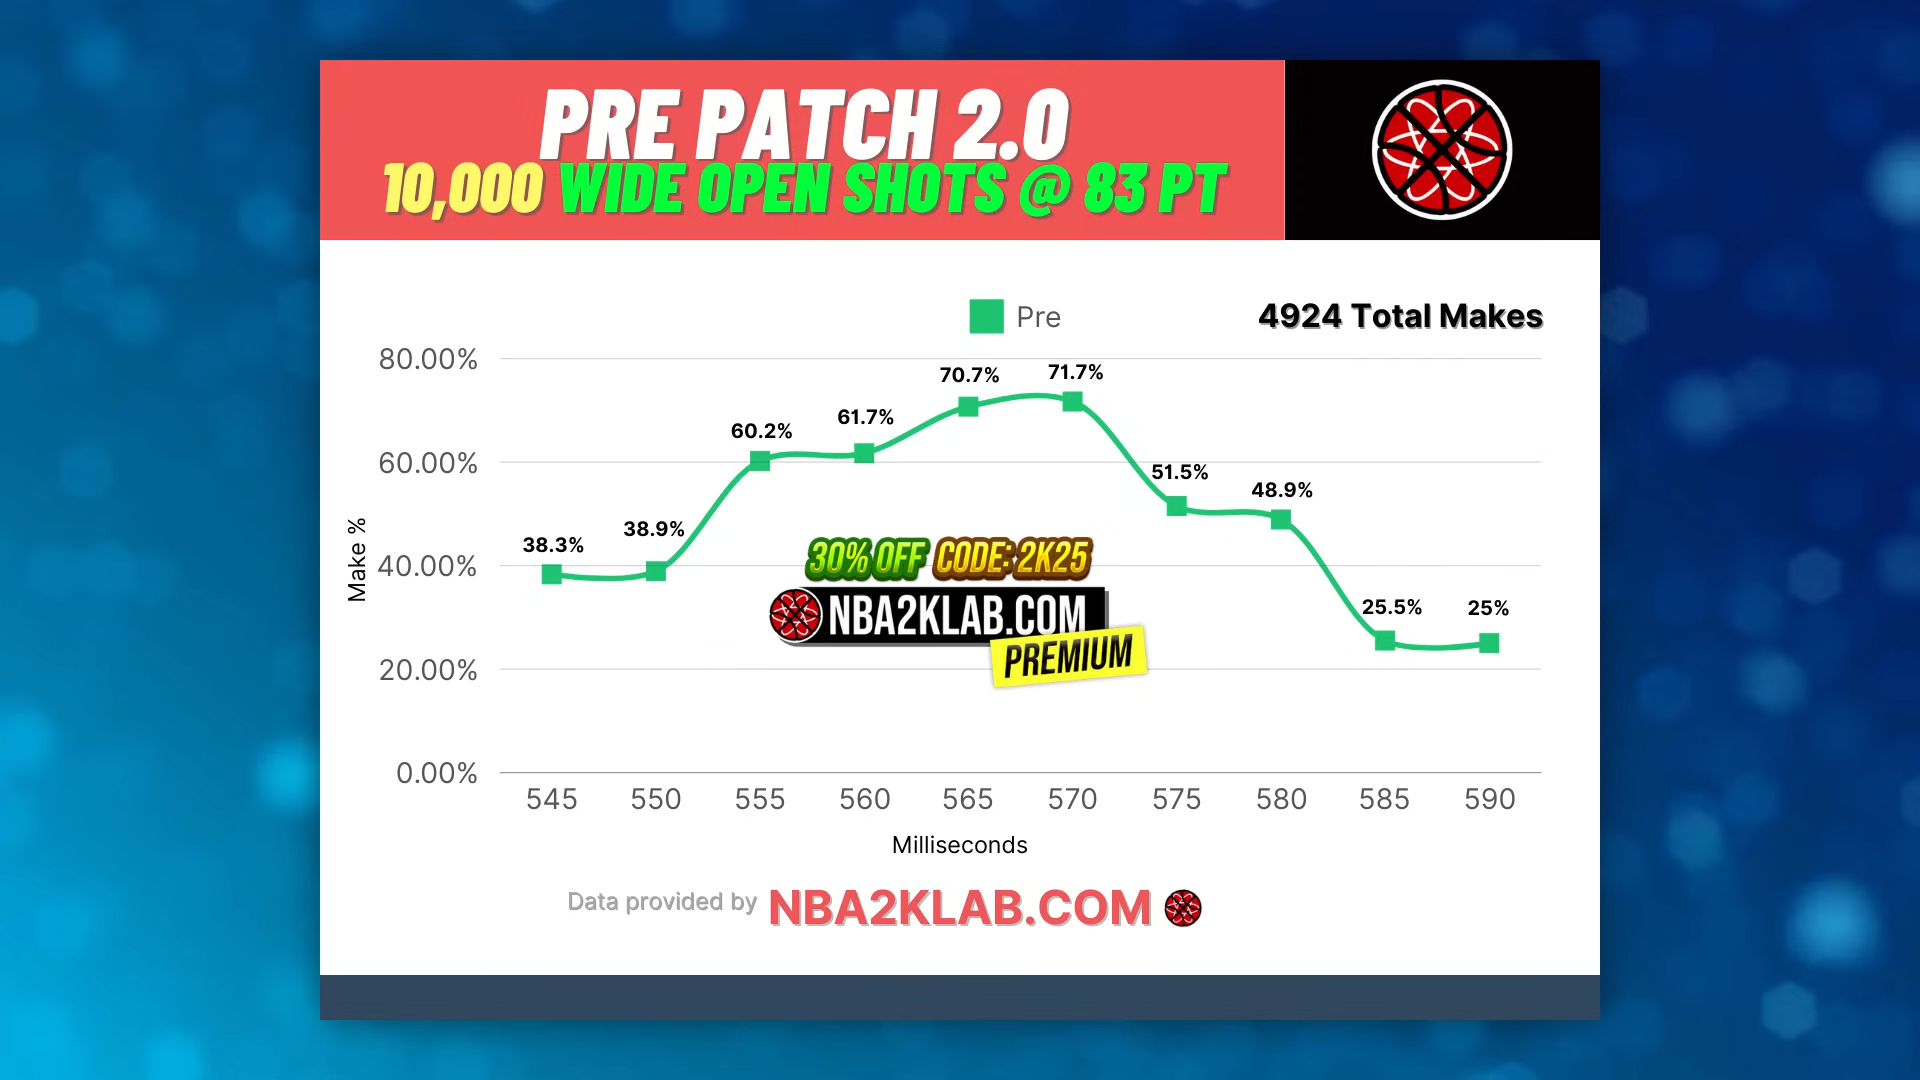 PRE PATCH 2.0
10,000 WIDE OPEN SHOTS @ 83 PT
Pre
4924 Total Makes
80.00%
60.00%
40.00%
20.00%
0.00%
Make %
38.3%
38.9%
60.2%
61.7%
70.7%
71.7%
51.5%
48.9%
25.5%
25%
30% OFF CODE: 2K25
NBA2KLAB.COM
PREMIUM
545 550 555 560 565 570 575 580 585 590
Milliseconds
Data provided by NBA2KLAB.COM